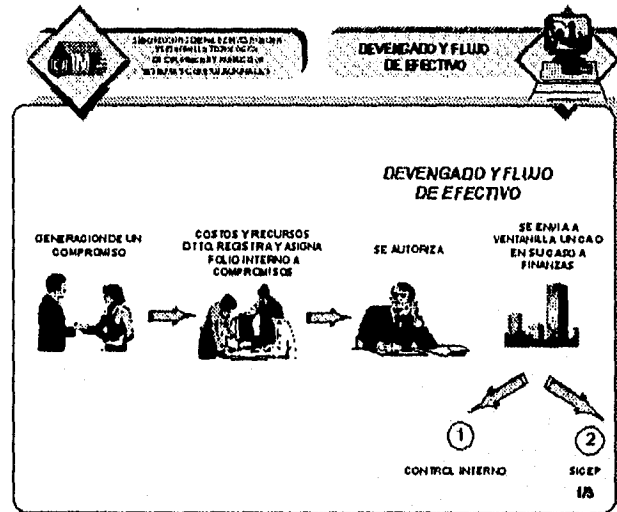 DEVENGADO Y FLUJO
DE EFECTIVO
DEVENGADO Y FLUJO
DE EFECTIVO
GENERACION DE UN
COMPROMISO
COSTOS Y RECURSOS
DTTO, REGISTRA Y ASIGNA
FOLIO INTERNO A
COMPROMISOS
SE AUTORIZA
SE ENVIA A
VENTANILLA UNICA O
EN SU CASO A
FINANZAS
1
CONTROL INTERNO
2
SICEP
1/3